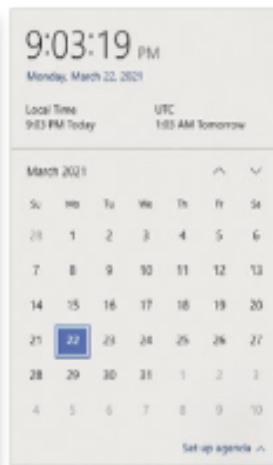 9:03:19 PM
Monday, March 22, 2021
Local Time UTC
9:03 PM Today 1:03 AM Tomorrow
March 2021
Su Mo Tu We Th Fr Sa
28 1 2 3 4 5 6
7 8 9 10 11 12 13
14 15 16 17 18 19 20
21 22 23 24 25 26 27
28 29 30 31 1 2 3
4 5 6 7 8 9 10
Set up agenda